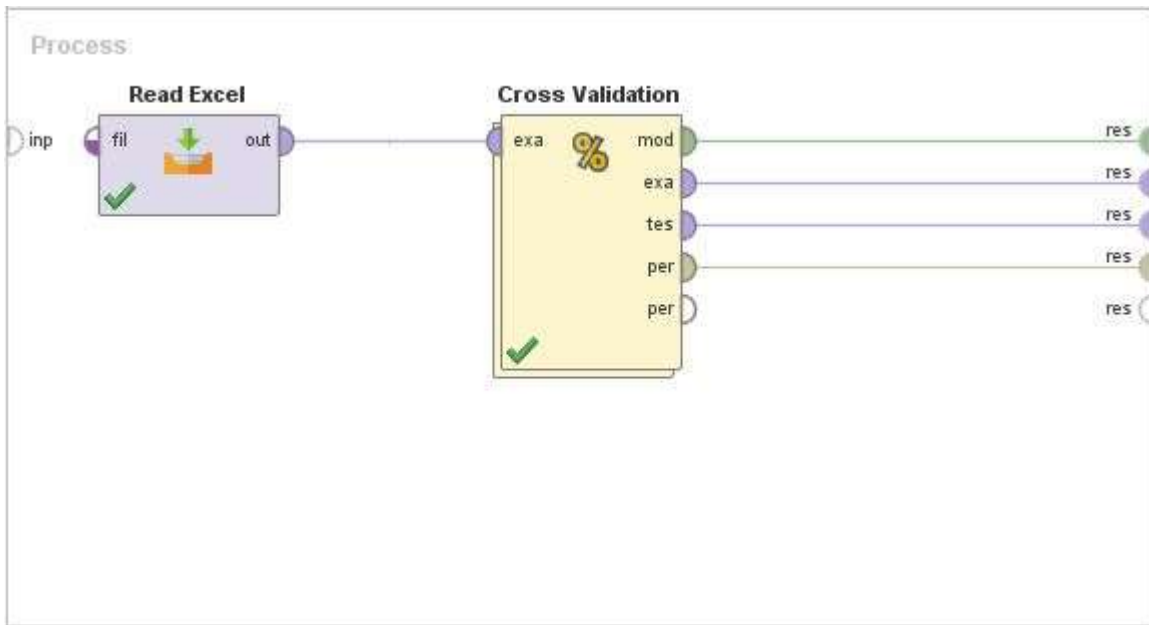 Process
Read Excel
Cross Validation
inp
fil
out
exa
%
mod
res
exa
res
tes
res
per
res
per
res